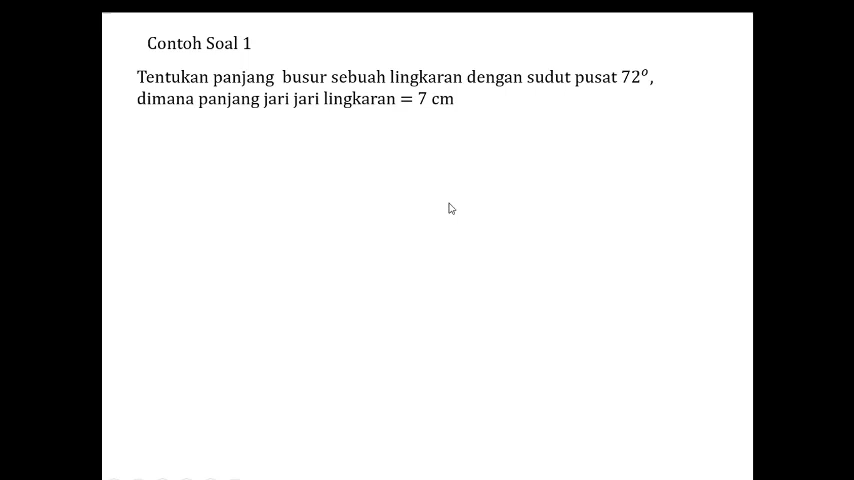 Contoh Soal 1
Tentukan panjang busur sebuah lingkaran dengan sudut pusat 72°,
dimana panjang jari jari lingkaran = 7 cm